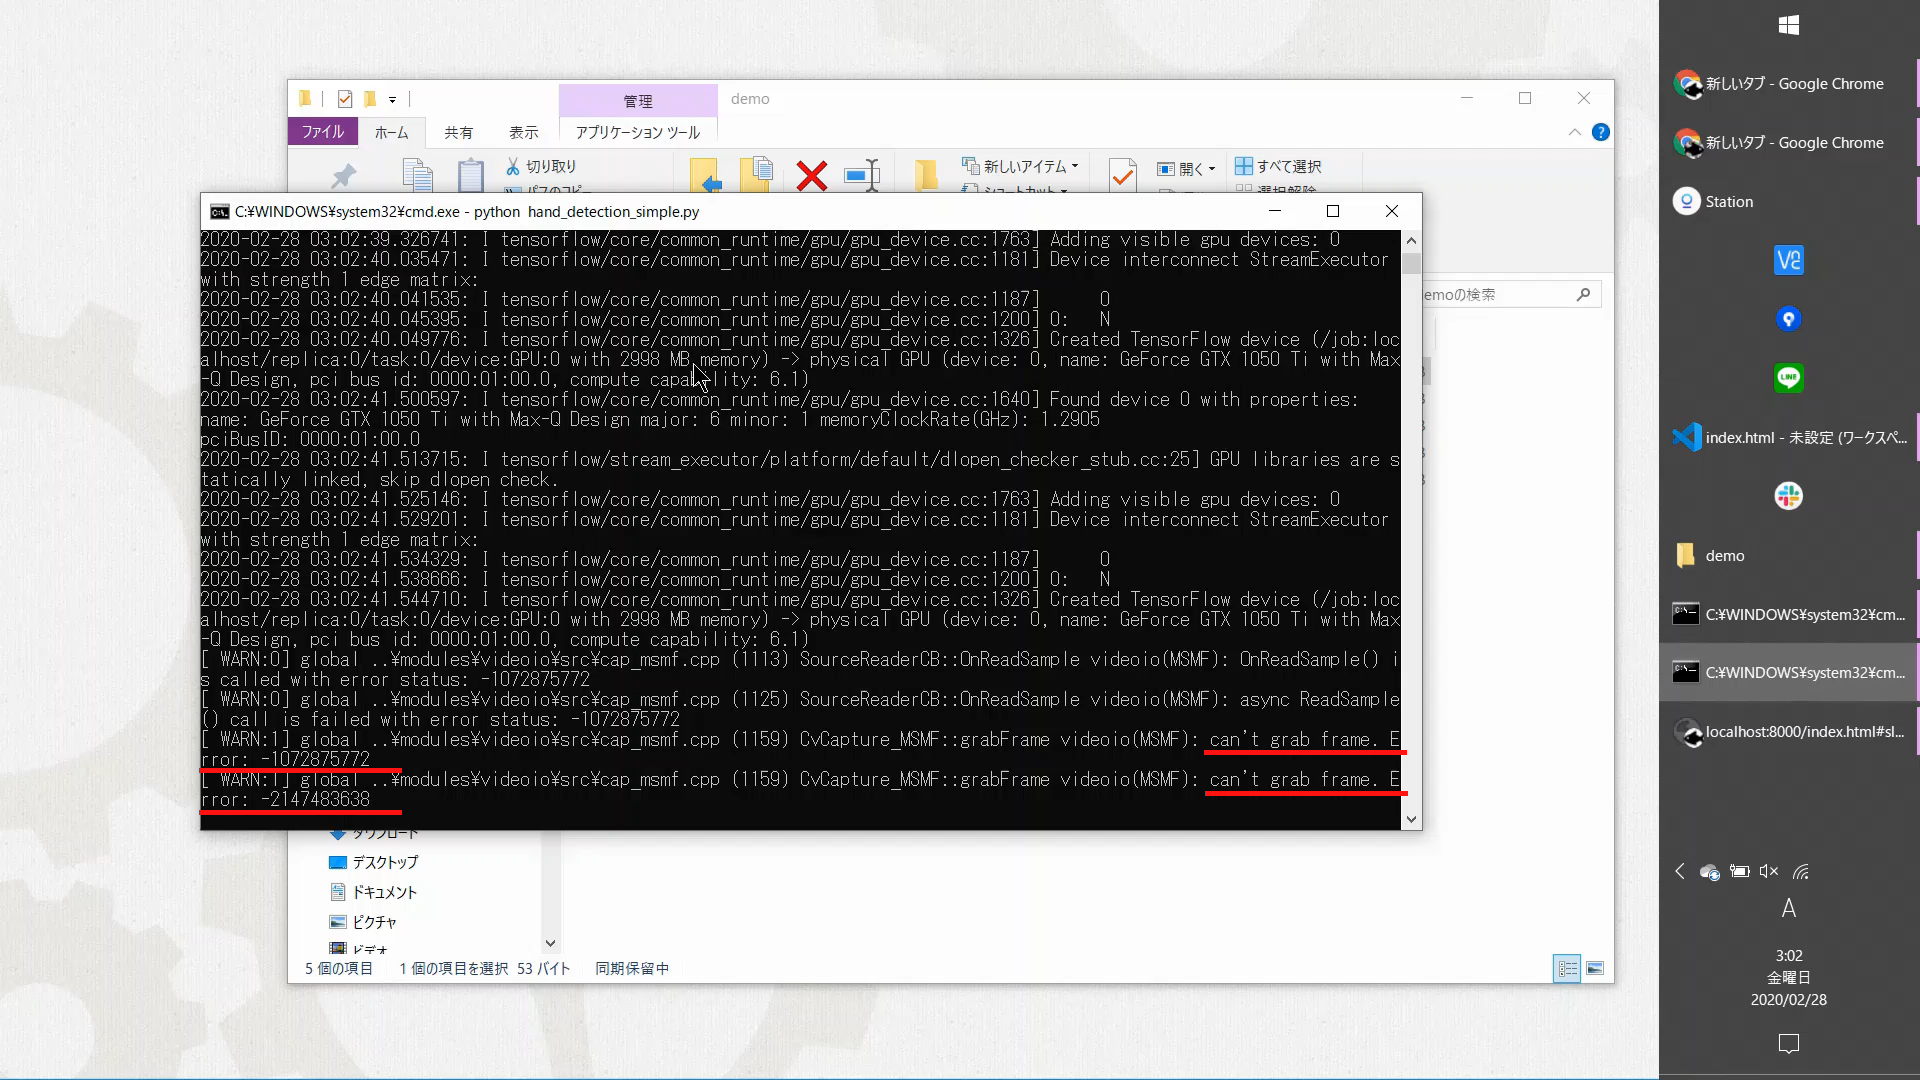 管理
demo
ファイル
ホーム
共有
表示
アプリケーション ツール
切り取り
新しいアイテム
開く
すべて選択
C:¥WINDOWS¥system32¥cmd.exe - python  hand_detection_simple.py
2020-02-28 03:02:39.326741: I tensorflow/core/common_runtime/gpu/gpu_device.cc:1763] Adding visible gpu devices: 0
2020-02-28 03:02:40.035471: I tensorflow/core/common_runtime/gpu/gpu_device.cc:1181] Device interconnect StreamExecutor
with strength 1 edge matrix:
2020-02-28 03:02:40.041535: I tensorflow/core/common_runtime/gpu/gpu_device.cc:1187]      0
2020-02-28 03:02:40.045395: I tensorflow/core/common_runtime/gpu/gpu_device.cc:1200] 0:   N
2020-02-28 03:02:40.049776: I tensorflow/core/common_runtime/gpu/gpu_device.cc:1326] Created TensorFlow device (/job:loc
alhost/replica:0/task:0/device:GPU:0 with 2998 MB memory) -> physical GPU (device: 0, name: GeForce GTX 1050 Ti with Max
-Q Design, pci bus id: 0000:01:00.0, compute capability: 6.1)
2020-02-28 03:02:41.500597: I tensorflow/core/common_runtime/gpu/gpu_device.cc:1640] Found device 0 with properties:
name: GeForce GTX 1050 Ti with Max-Q Design major: 6 minor: 1 memoryClockRate(GHz): 1.2905
pciBusID: 0000:01:00.0
2020-02-28 03:02:41.513715: I tensorflow/stream_executor/platform/default/dlopen_checker_stub.cc:25] GPU libraries are s
tatically linked, skip dlopen check.
2020-02-28 03:02:41.525146: I tensorflow/core/common_runtime/gpu/gpu_device.cc:1763] Adding visible gpu devices: 0
2020-02-28 03:02:41.529201: I tensorflow/core/common_runtime/gpu/gpu_device.cc:1181] Device interconnect StreamExecutor
with strength 1 edge matrix:
2020-02-28 03:02:41.534329: I tensorflow/core/common_runtime/gpu/gpu_device.cc:1187]      0
2020-02-28 03:02:41.538666: I tensorflow/core/common_runtime/gpu/gpu_device.cc:1200] 0:   N
2020-02-28 03:02:41.544710: I tensorflow/core/common_runtime/gpu/gpu_device.cc:1326] Created TensorFlow device (/job:loc
alhost/replica:0/task:0/device:GPU:0 with 2998 MB memory) -> physical GPU (device: 0, name: GeForce GTX 1050 Ti with Max
-Q Design, pci bus id: 0000:01:00.0, compute capability: 6.1)
[ WARN:0] global ..¥modules¥videoio¥src¥cap_msmf.cpp (1113) SourceReaderCB::OnReadSample videoio(MSMF): OnReadSample() i
s called with error status: -1072875772
[ WARN:0] global ..¥modules¥videoio¥src¥cap_msmf.cpp (1125) SourceReaderCB::OnReadSample videoio(MSMF): async ReadSample
() call is failed with error status: -1072875772
[ WARN:1] global ..¥modules¥videoio¥src¥cap_msmf.cpp (1159) CvCapture_MSMF::grabFrame videoio(MSMF): can't grab frame. E
rror: -1072875772
[ WARN:1] global ..¥modules¥videoio¥src¥cap_msmf.cpp (1159) CvCapture_MSMF::grabFrame videoio(MSMF): can't grab frame. E
rror: -2147483638
emoの検索
ダウンロード
デスクトップ
ドキュメント
ピクチャ
ビデオ
5 個の項目
1 個の項目を選択 53 バイト
同期保留中
新しいタブ - Google Chrome
新しいタブ - Google Chrome
Station
V2
LINE
index.html - 未設定 (ワークスペ...
demo
C:¥WINDOWS¥system32¥cm...
C:¥WINDOWS¥system32¥cm...
localhost:8000/index.html#sl...
A
3:02
金曜日
2020/02/28